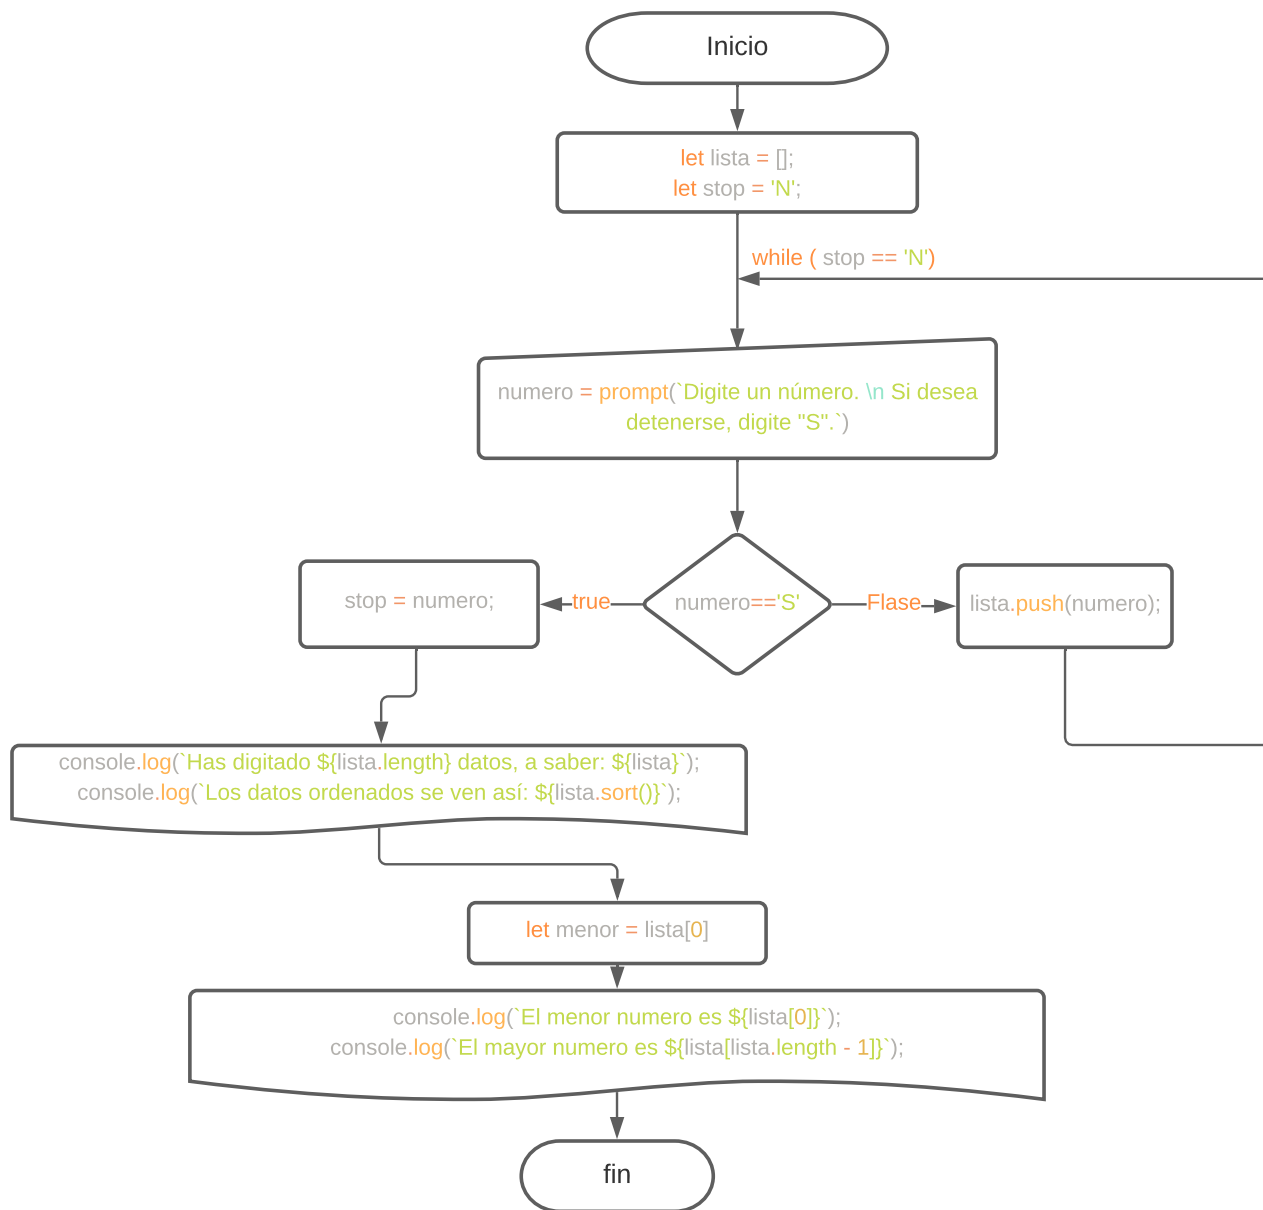 Inicio
let lista = [];
let stop = 'N';
while ( stop == 'N')
numero = prompt(`Digite un número. \n Si desea
detenerse, digite "S".`)
stop = numero;
true
numero=='S'
Flase
lista.push(numero);
console.log(`Has digitado ${lista.length} datos, a saber: ${lista}`);
console.log(`Los datos ordenados se ven así: ${lista.sort()}`);
let menor = lista[0]
console.log(`El menor numero es ${lista[0]}`);
console.log(`El mayor numero es ${lista[lista.length - 1]}`);
fin